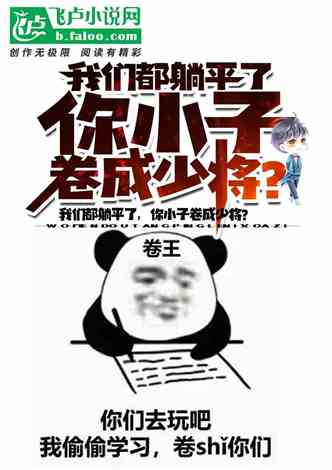 飞卢小说网
b.faloo.com
创作无极限 阅读有精彩
我们都躺平了
你小子
卷成少将?
我们都躺平了，你小子卷成少将?
卷王
你们去玩吧
我偷偷学习，卷shǐ你们